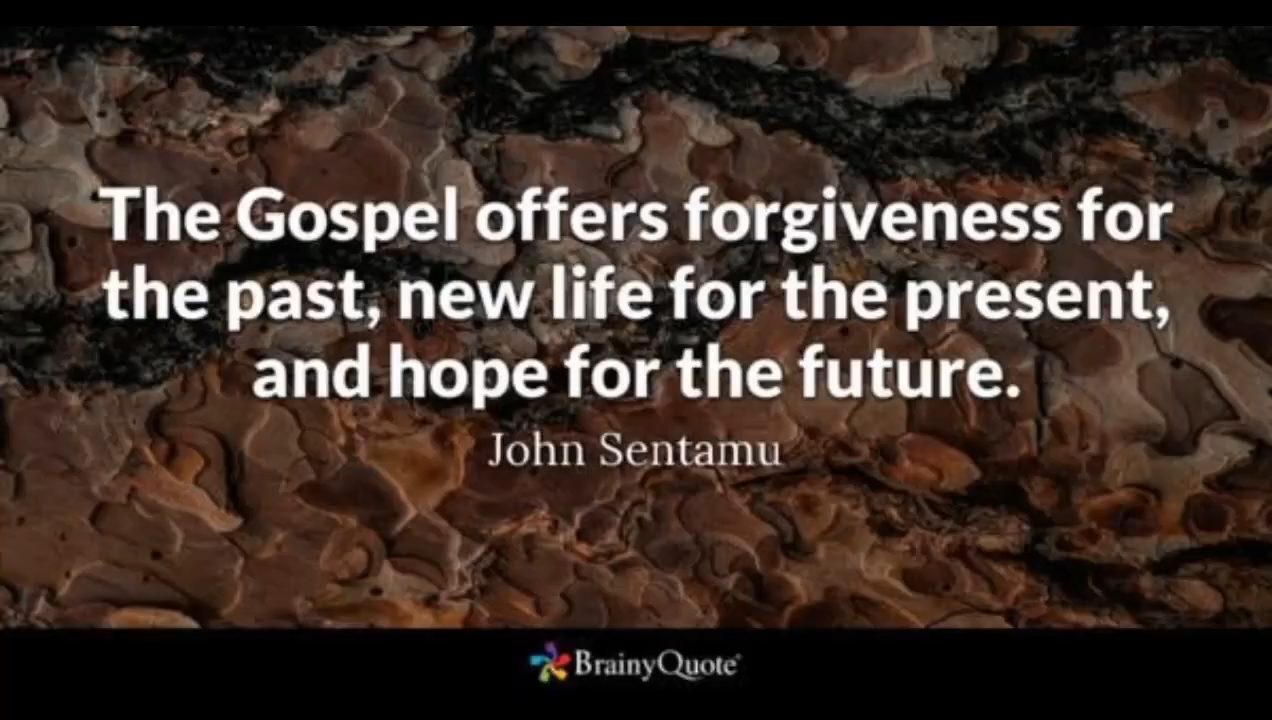 The Gospel offers forgiveness for
the past, new life for the present,
and hope for the future.
John Sentamu
BrainyQuote®